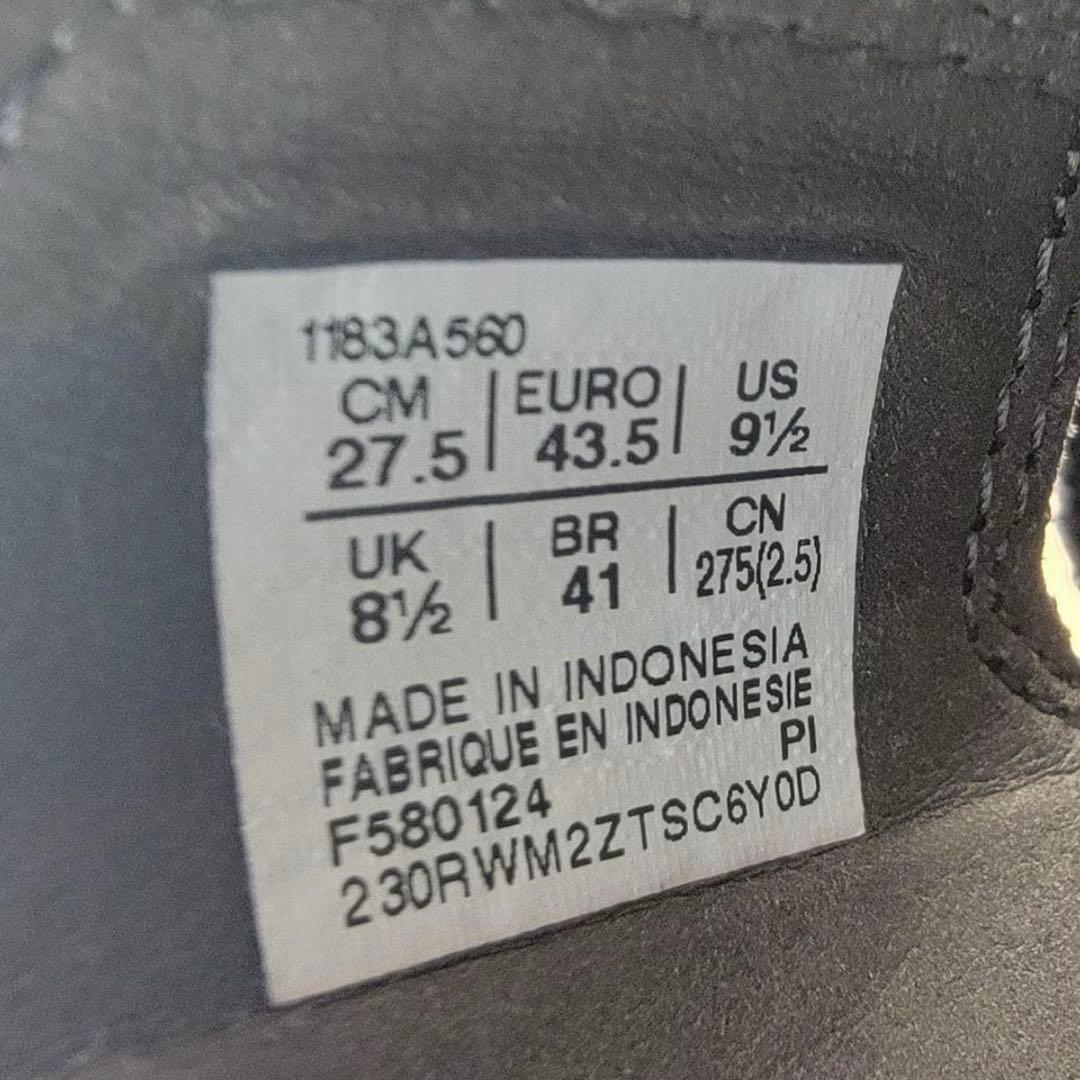 1183A560
CM | EURO | US
27.5 | 43.5 | 9½
UK | BR | CN
8½ | 41 | 275(2.5)
MADE IN INDONESIA
FABRIQUE EN INDONESIE
PI
F580124
230RWM2ZTSC6Y0D